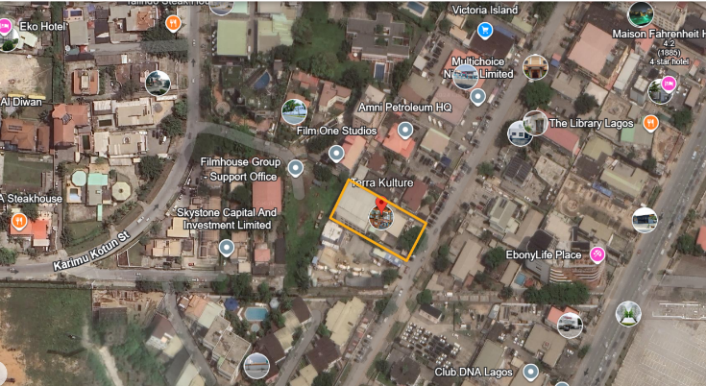 Eko Hotel
Victoria Island
Maison Fahrenheit H
4.2
(1885)
4 star hotel
Multichoice
Limited
Al Diwan
Amni Petroleum HQ
The Library Lagos
Film One Studios
Filmhouse Group
- Support Office
Terra Kulture
A Steakhouse
Skystone Capital And
Investment Limited
Karimu Kotun St
EbonyLife Place
Club DNA Lagos